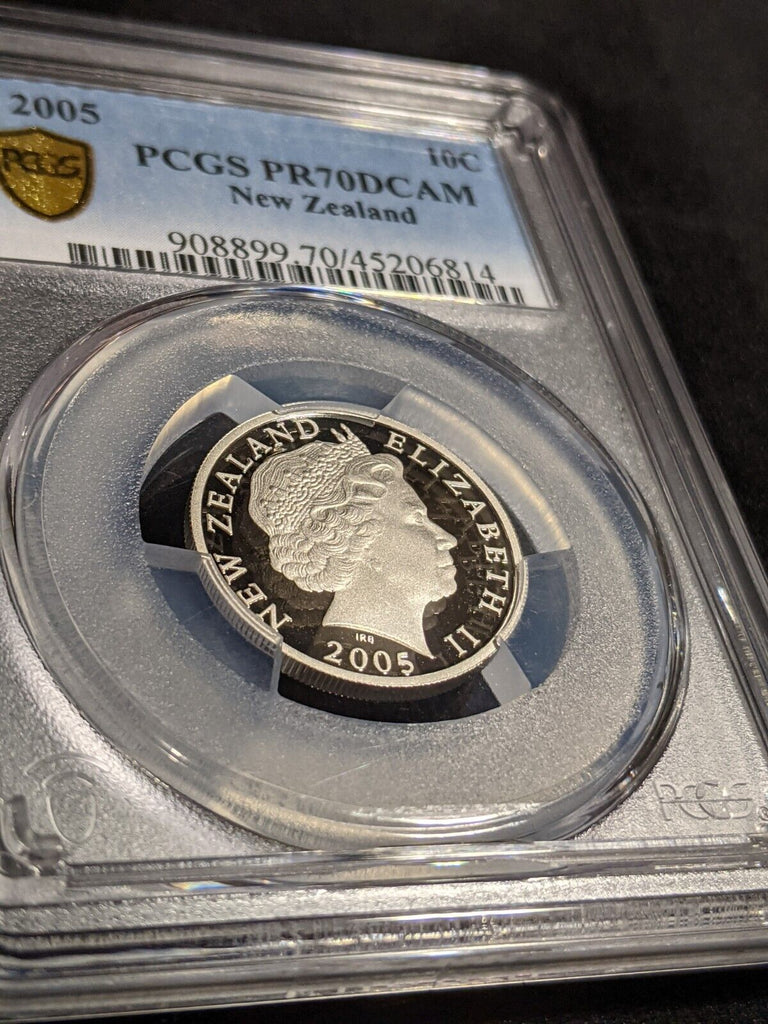 2005
PCGS
10C
PCGS PR70DCAM
New Zealand
908899.70/45206814
NEW ZEALAND ELIZABETH II
IRB
2005
PCGS